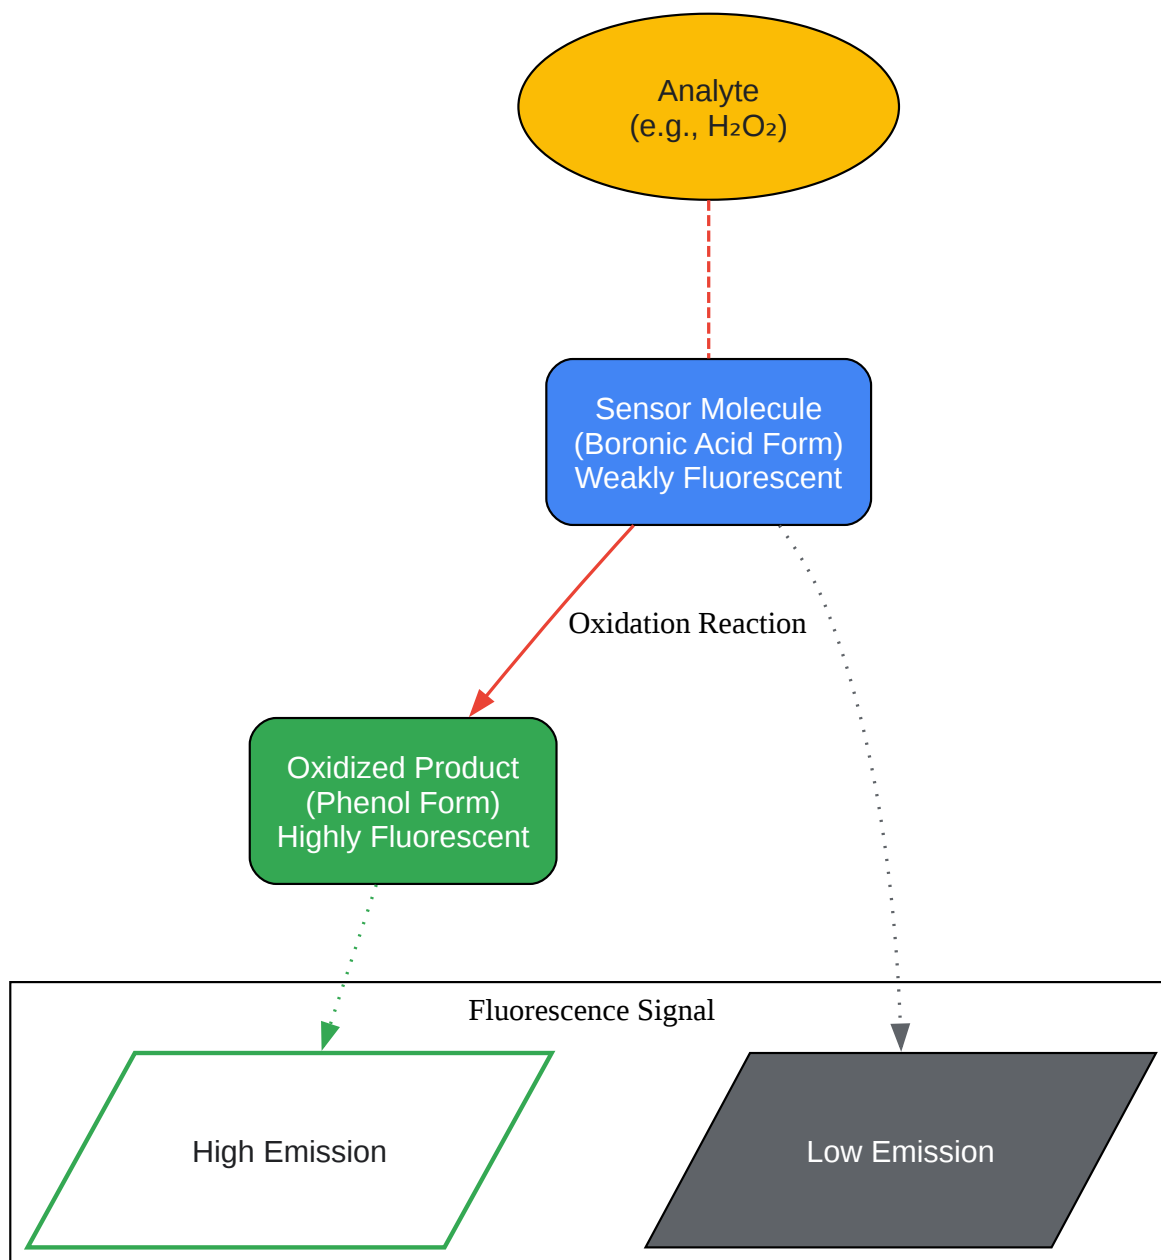 Analyte
(e.g., H₂O₂)
Sensor Molecule
(Boronic Acid Form)
Weakly Fluorescent
Oxidation Reaction
Oxidized Product
(Phenol Form)
Highly Fluorescent
Fluorescence Signal
High Emission
Low Emission